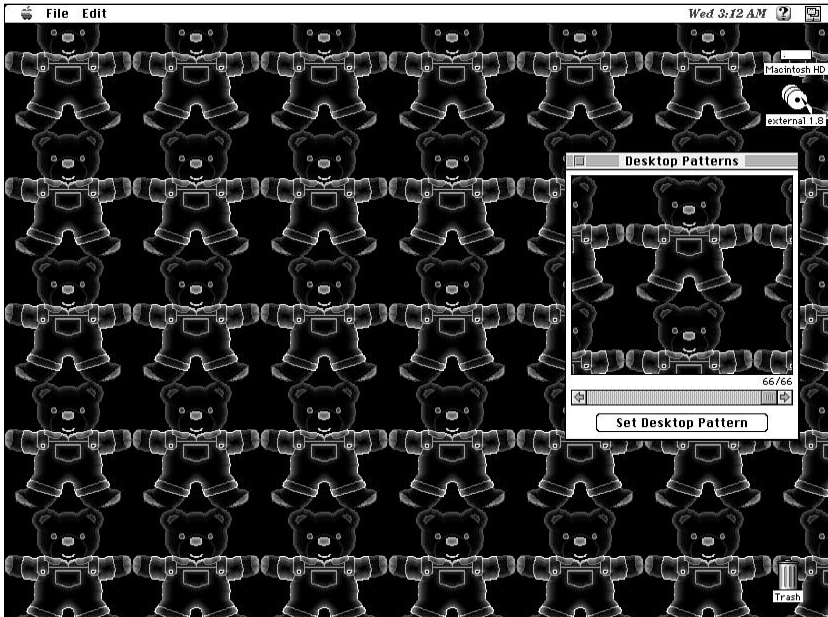 File Edit Wed 3:12 AM ?
Macintosh HD
external 1.8
Desktop Patterns
66/66
Set Desktop Pattern
Trash